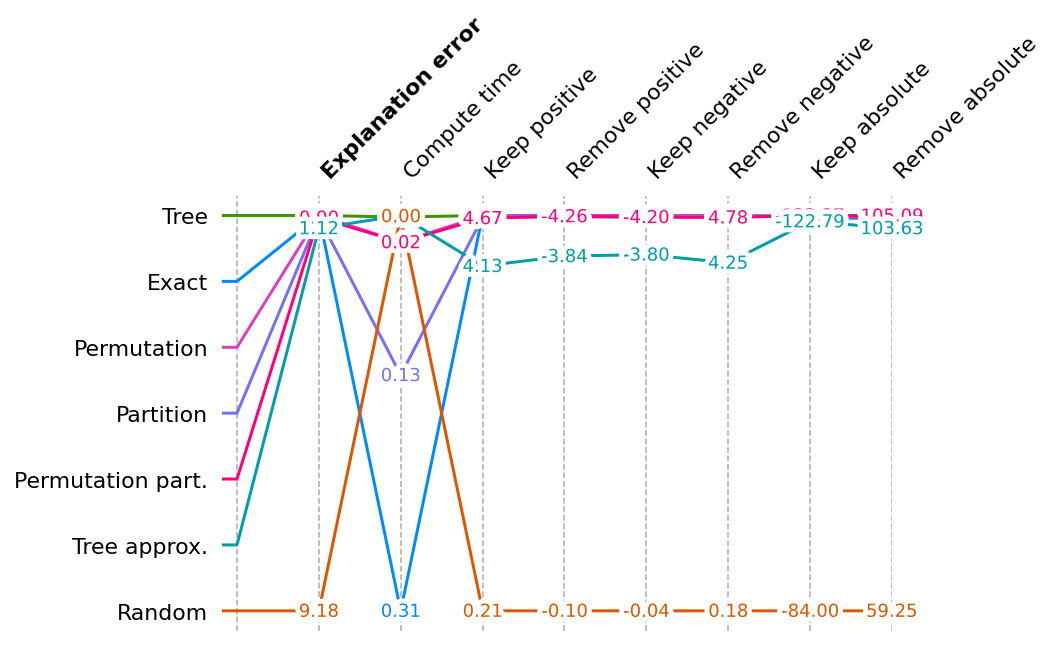 Explanation error
Compute time
Keep positive
Remove positive
Keep negative
Remove negative
Keep absolute
Remove absolute
Tree
0.00
4.67
-4.26
-4.20
4.78
105.09
1.12
0.02
-122.79
103.63
4.13
-3.84
-3.80
4.25
Exact
Permutation
0.13
Partition
Permutation part.
Tree approx.
Random
9.18
0.31
0.21
-0.10
-0.04
0.18
-84.00
59.25